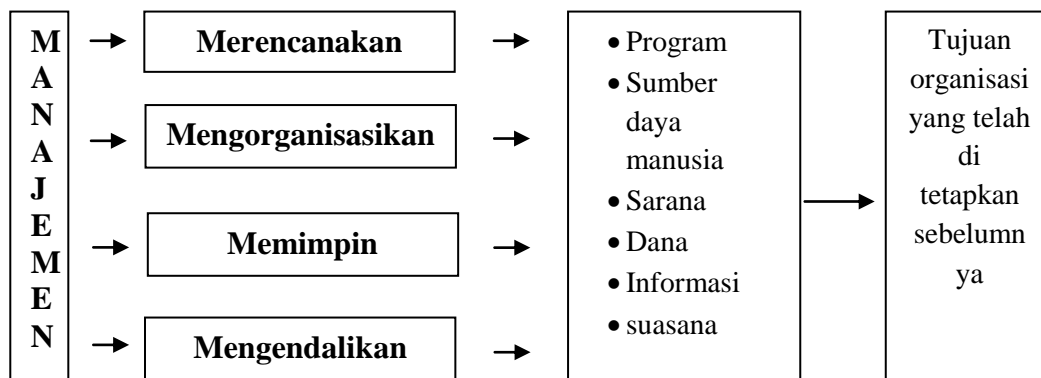 M
A
N
A
J
E
M
E
N
Merencanakan
Mengorganisasikan
Memimpin
Mengendalikan
• Program
• Sumber
daya
manusia
• Sarana
• Dana
• Informasi
• suasana
Tujuan
organisasi
yang telah
di
tetapkan
sebelumn
ya